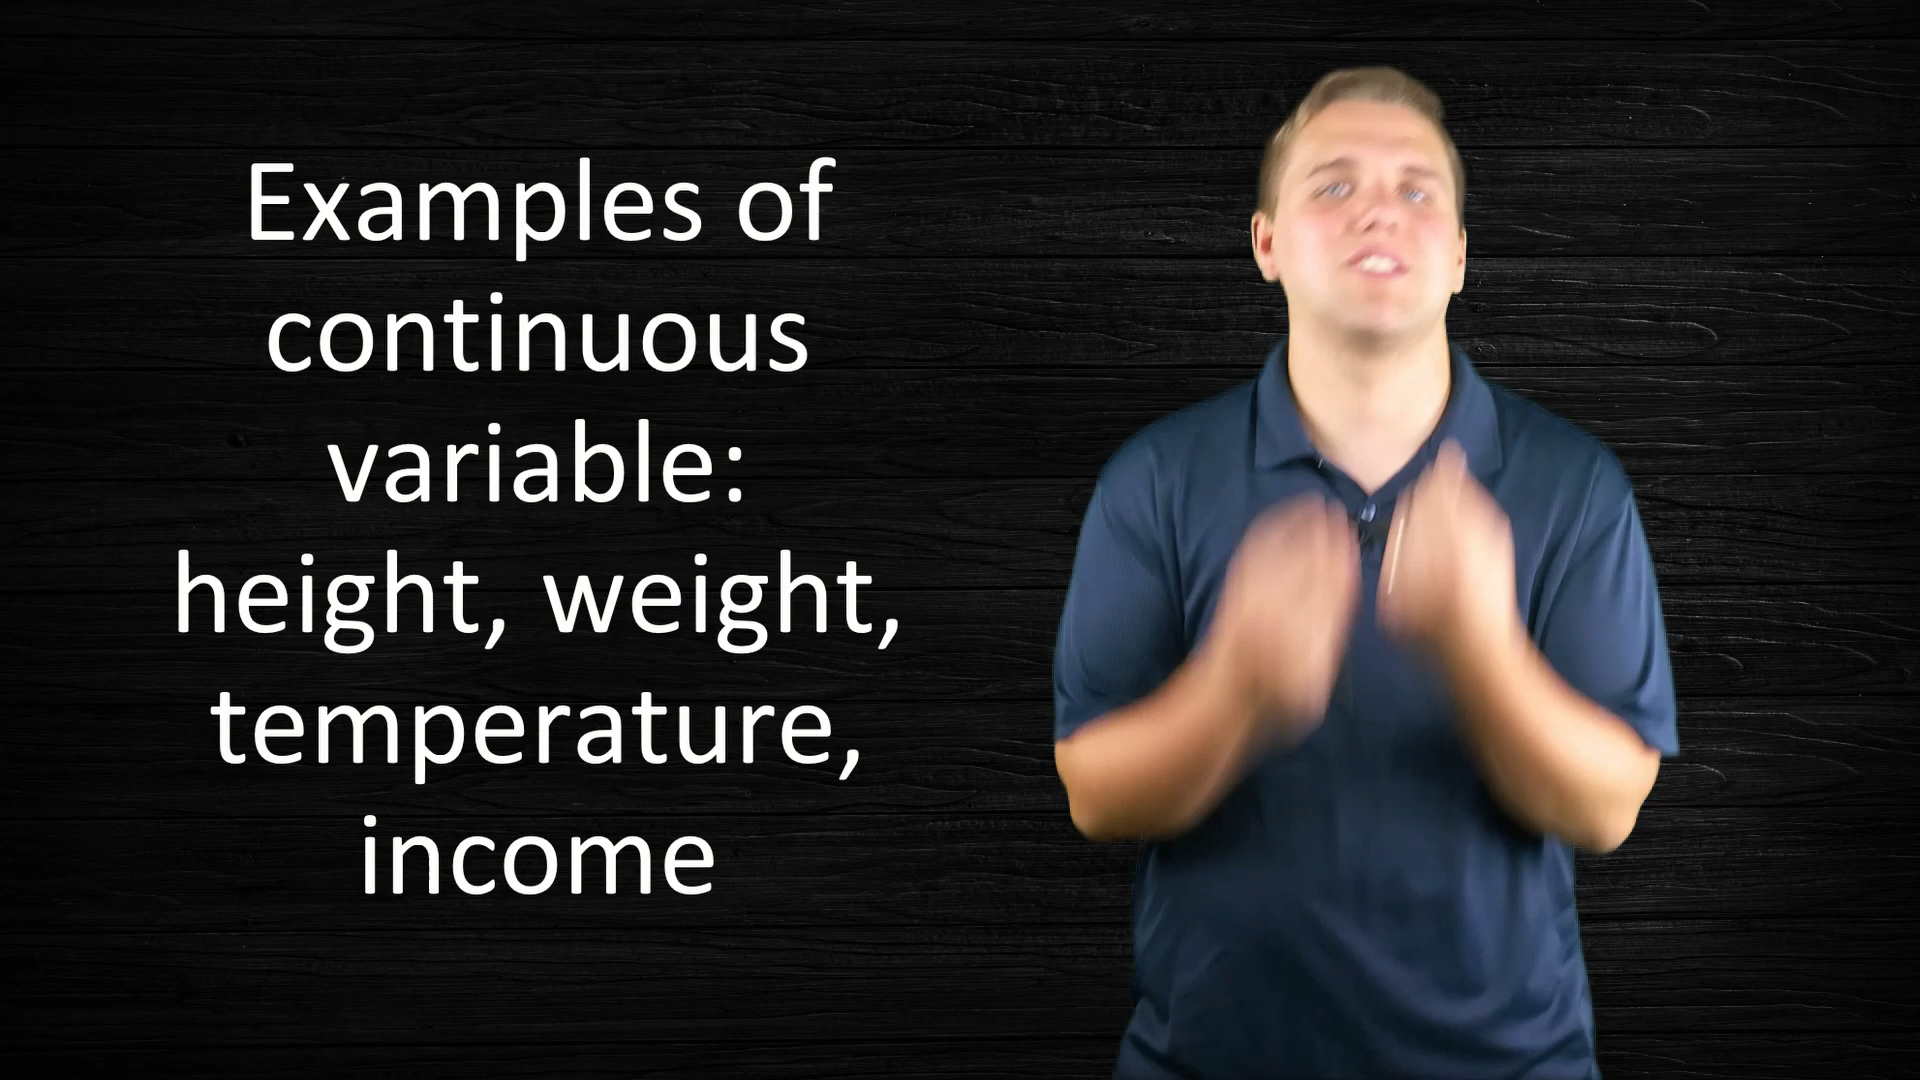 Examples of
continuous
variable:
height, weight,
temperature,
income